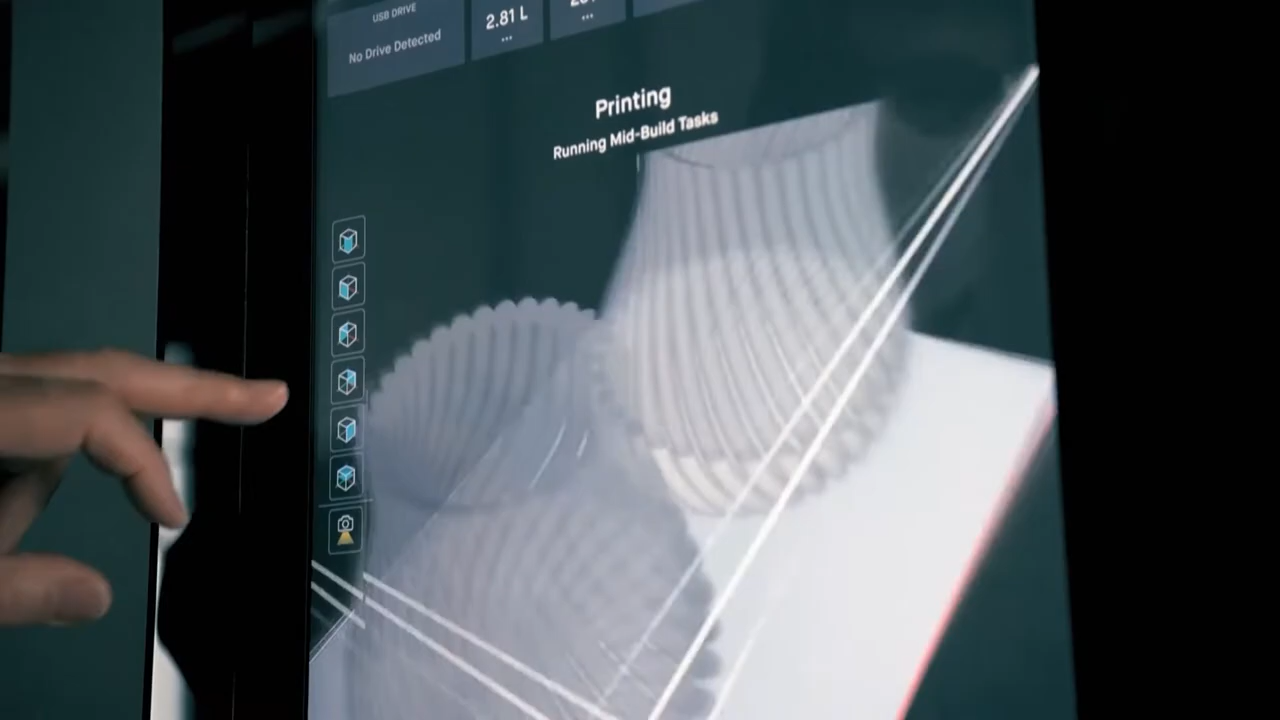 USB DRIVE
No Drive Detected
2.81 L
...
...
Printing
Running Mid-Build Tasks